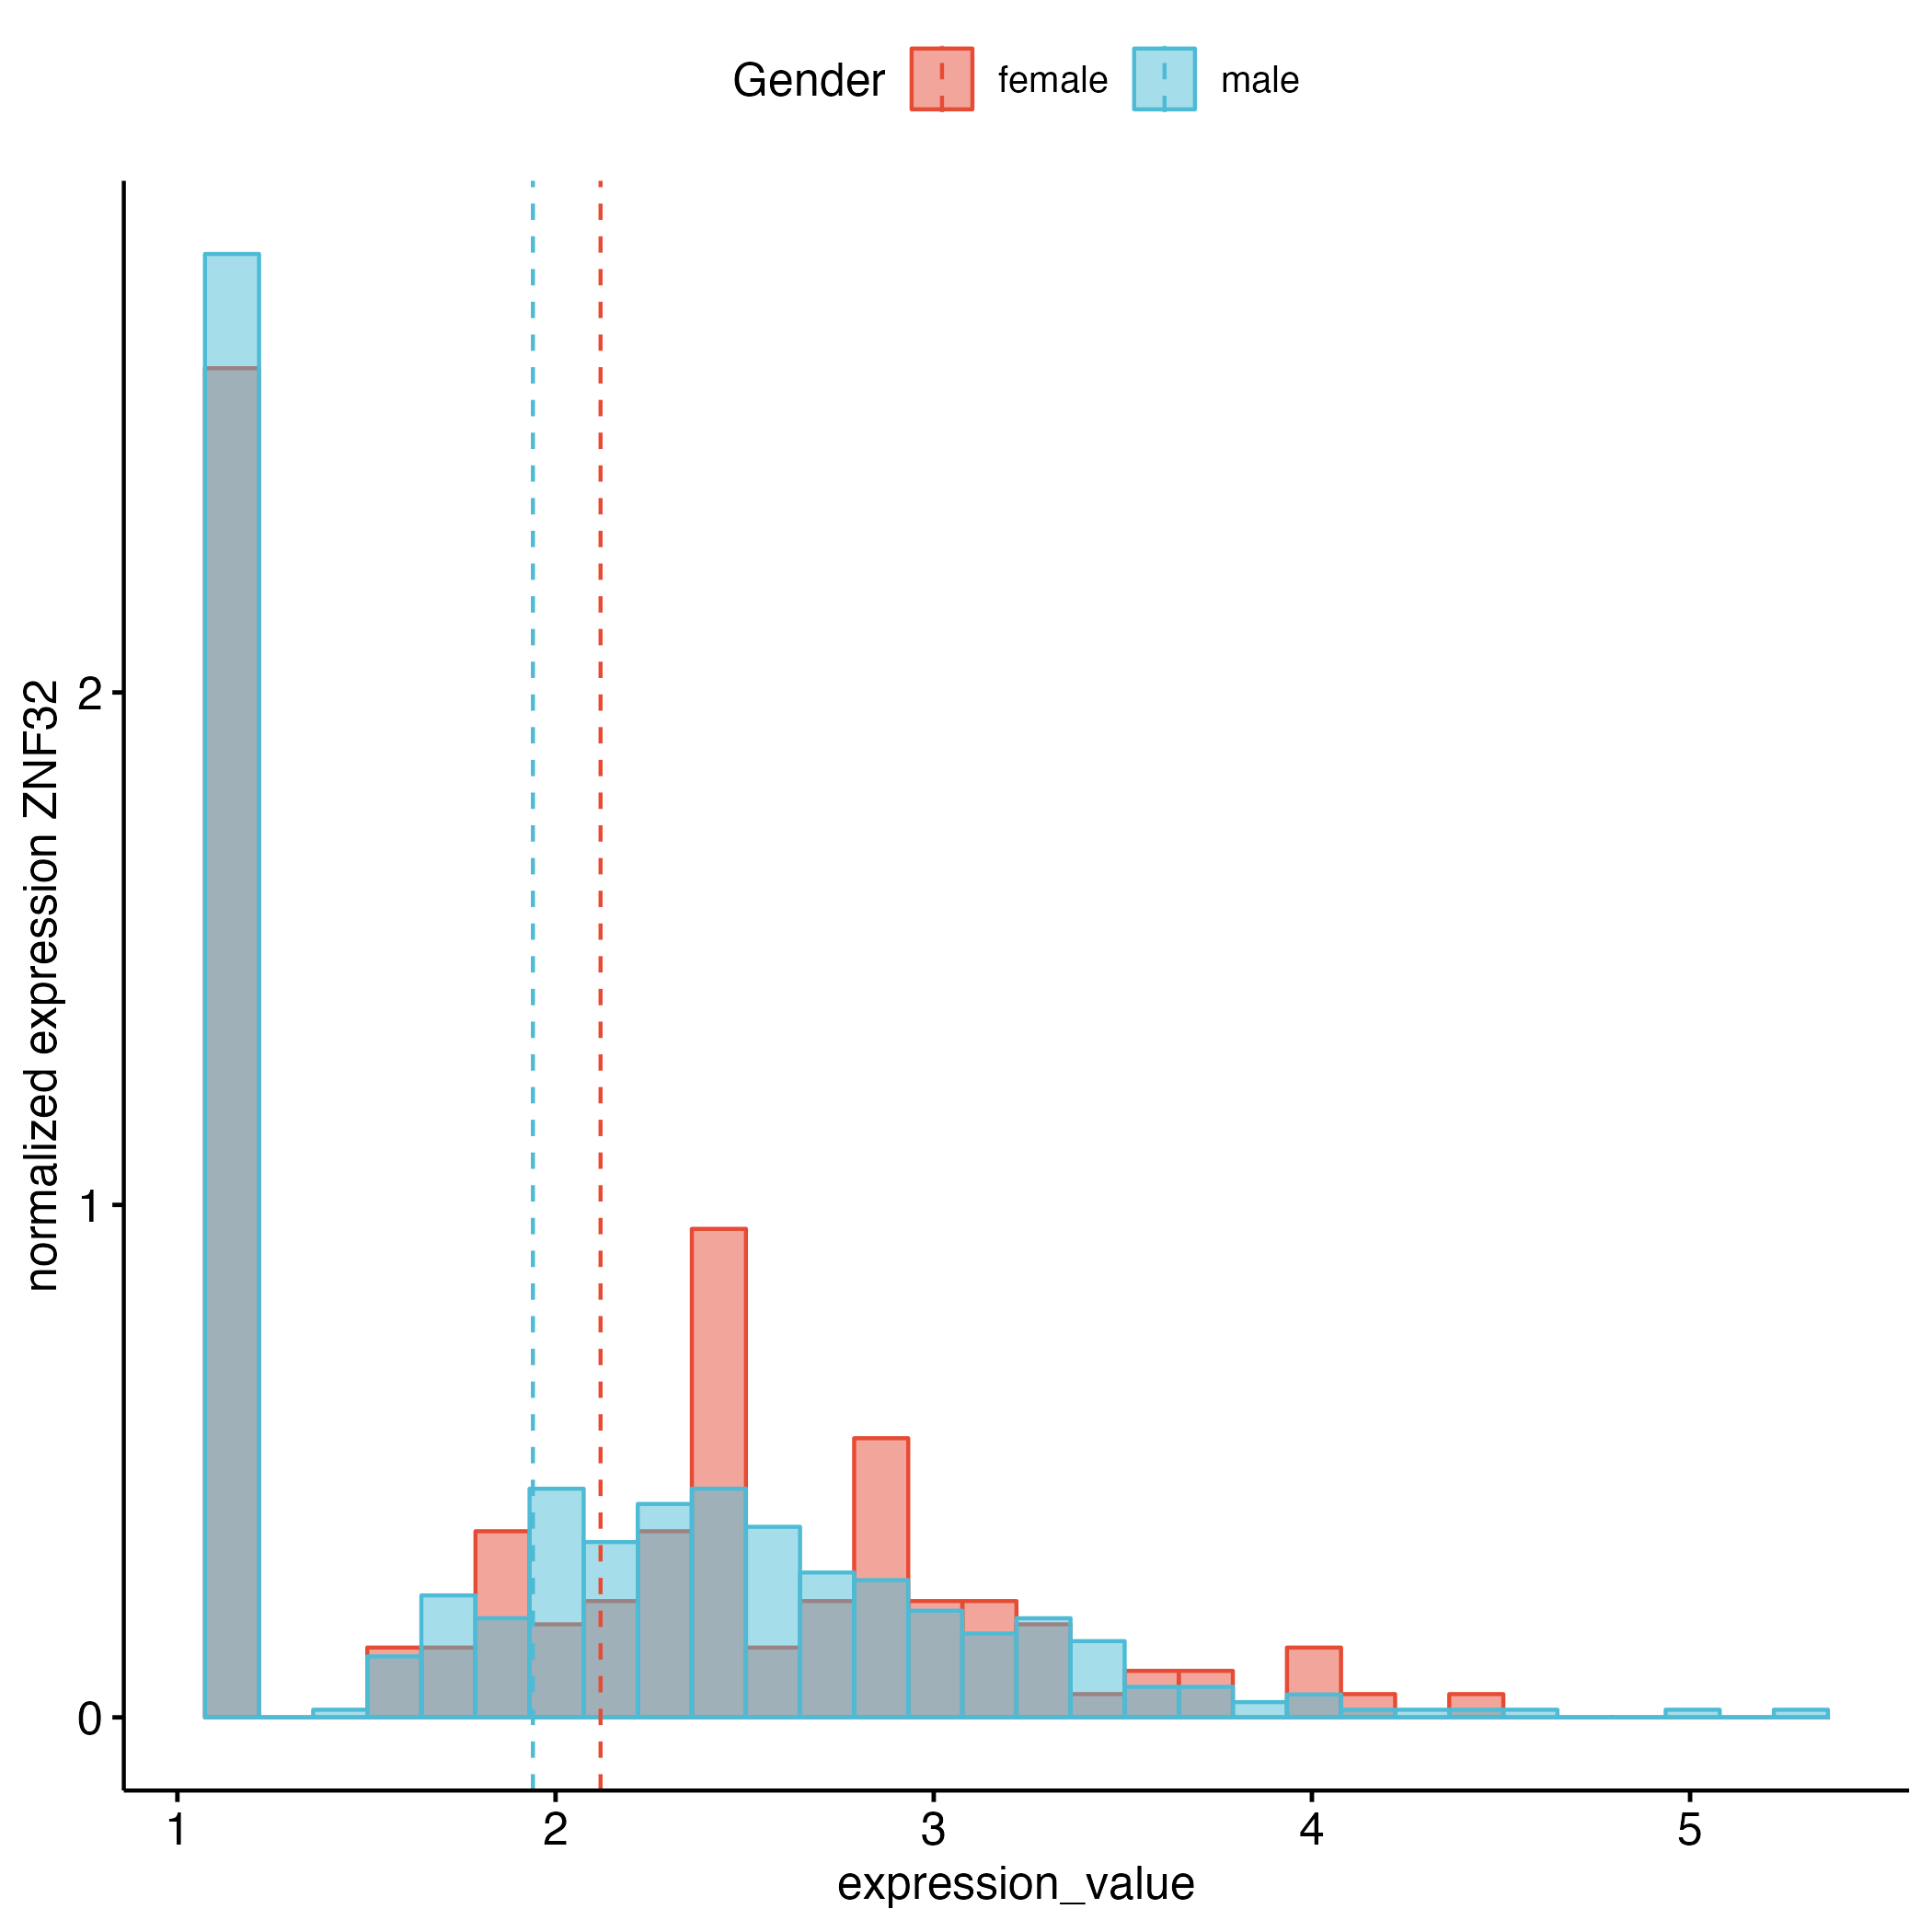 Gender female male
normalized expression ZNF32
2
1
0
1 2 3 4 5
expression_value